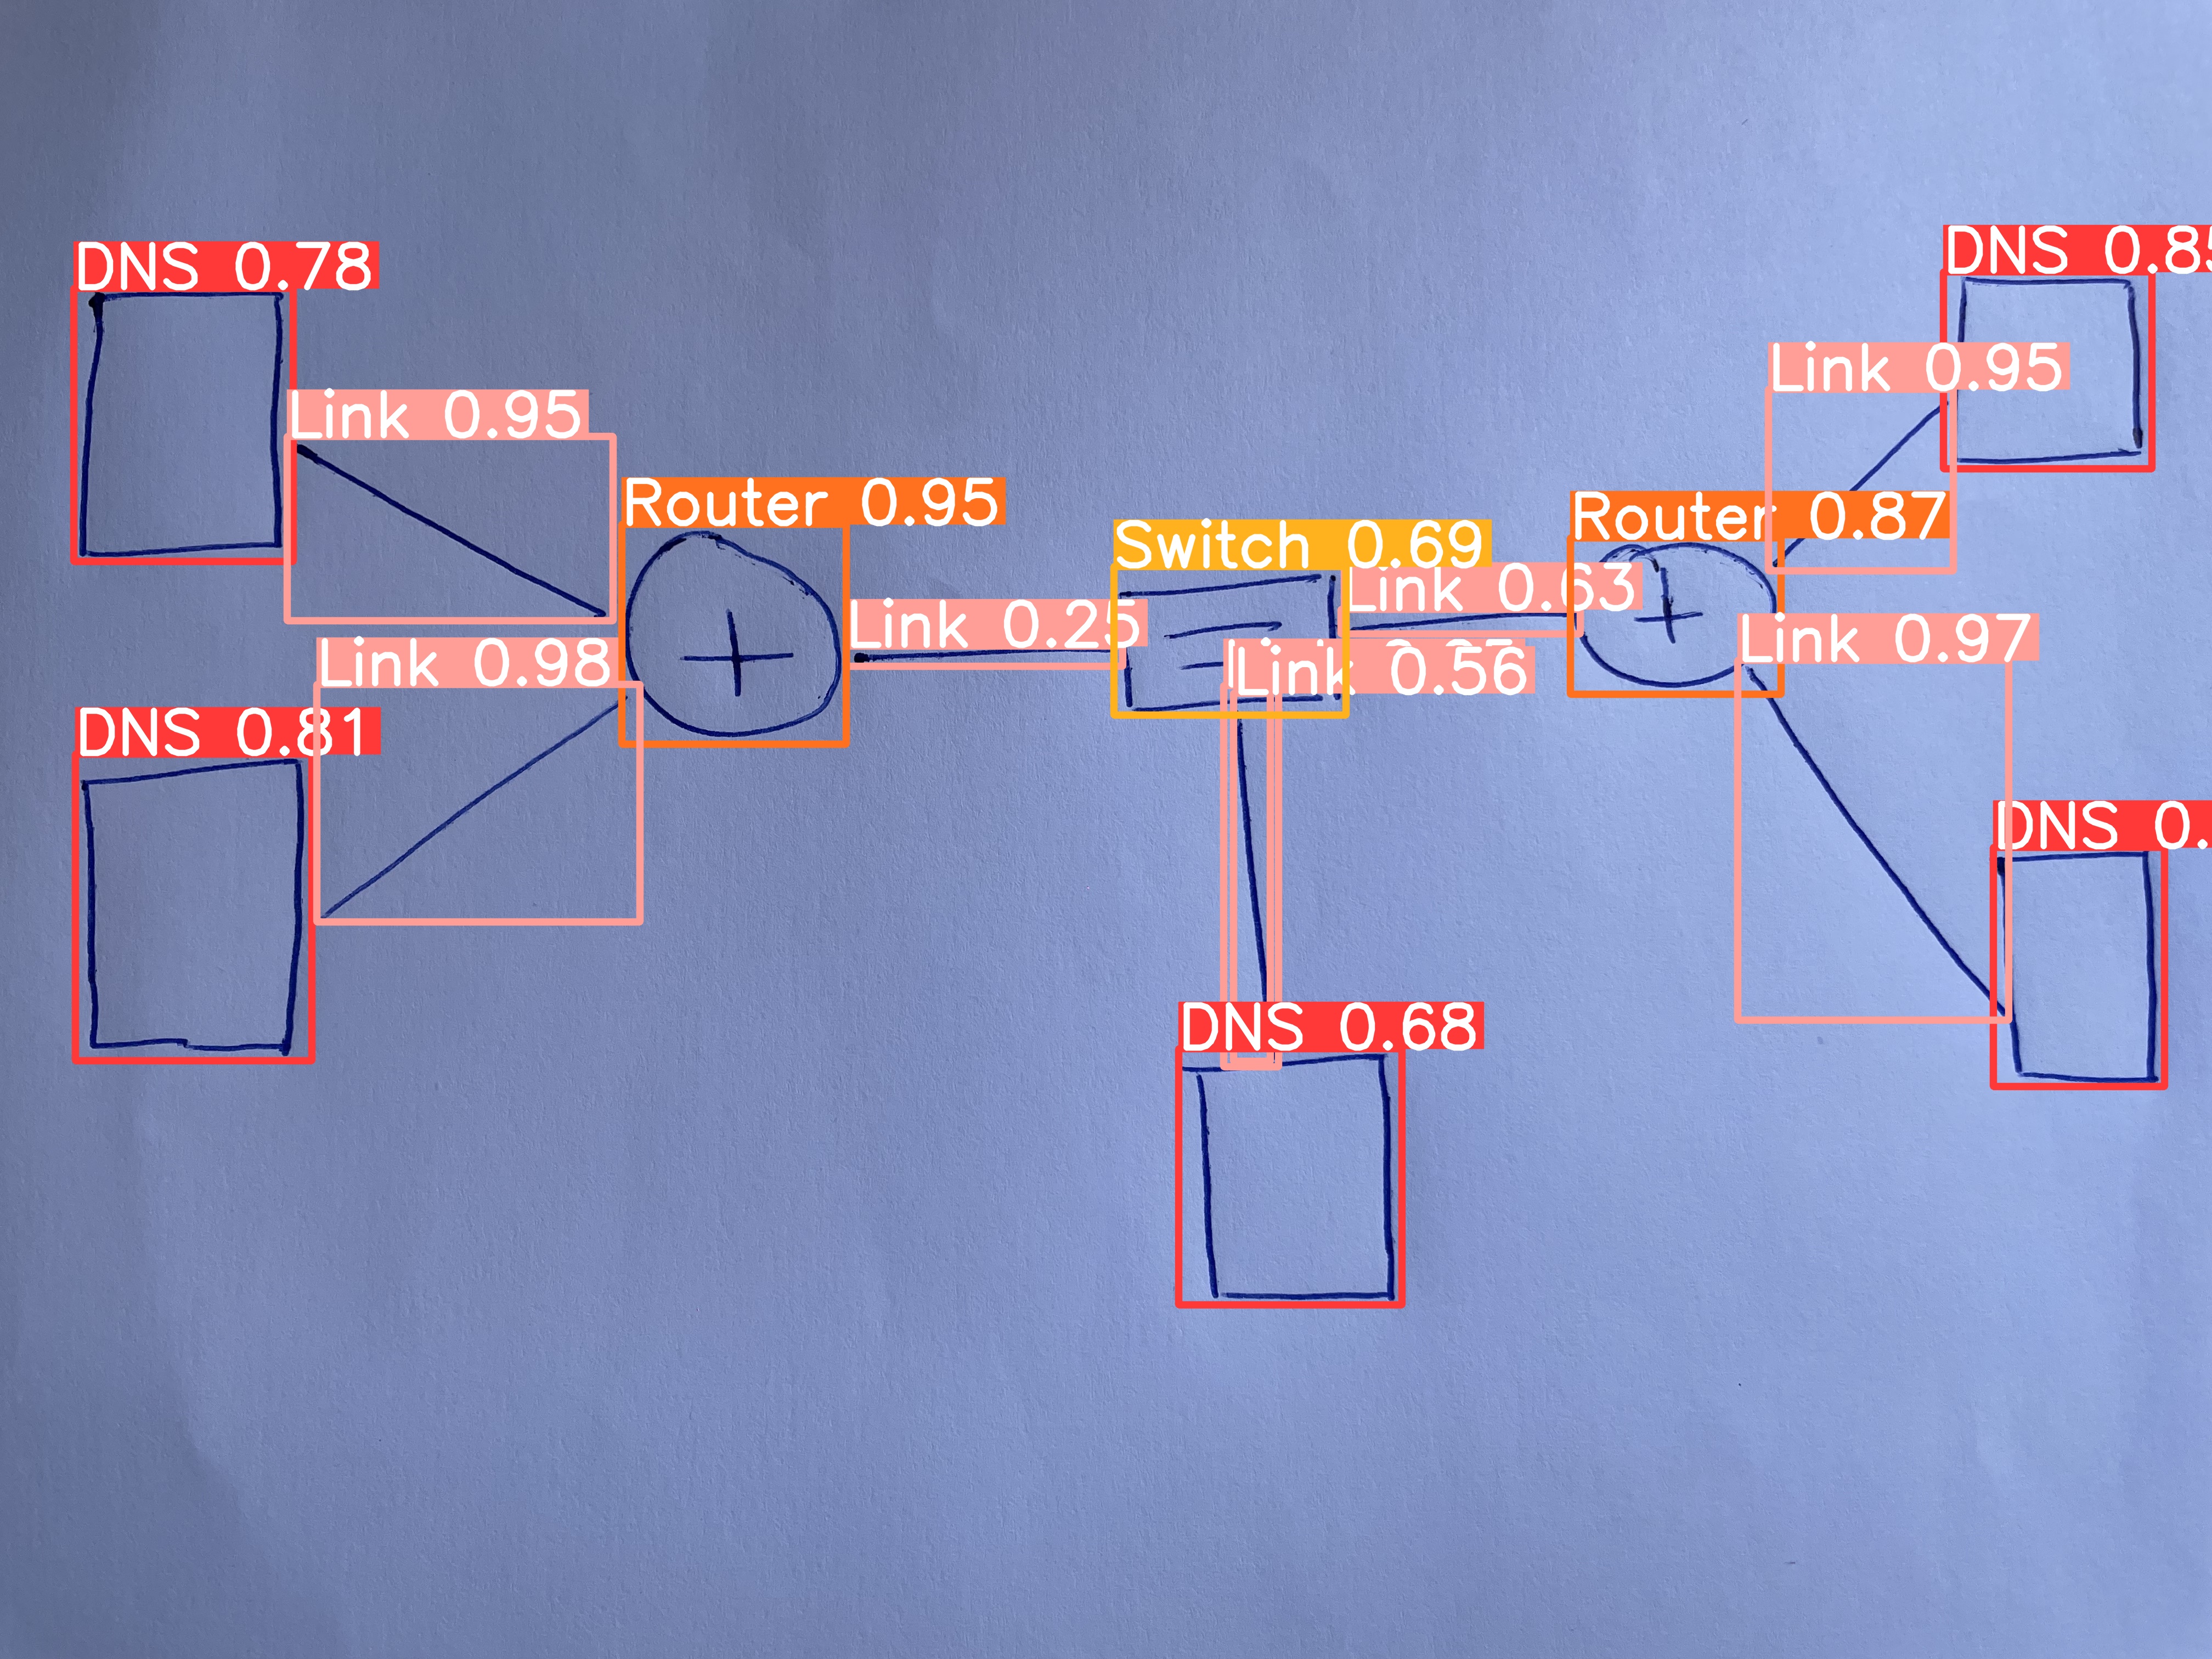 DNS 0.78
DNS 0.85
Link 0.95
Link 0.95
Router 0.95
Router 0.87
Switch 0.69
Link 0.63
Link 0.25
Link 0.98
Link 0.56
Link 0.97
DNS 0.81
DNS 0.
DNS 0.68